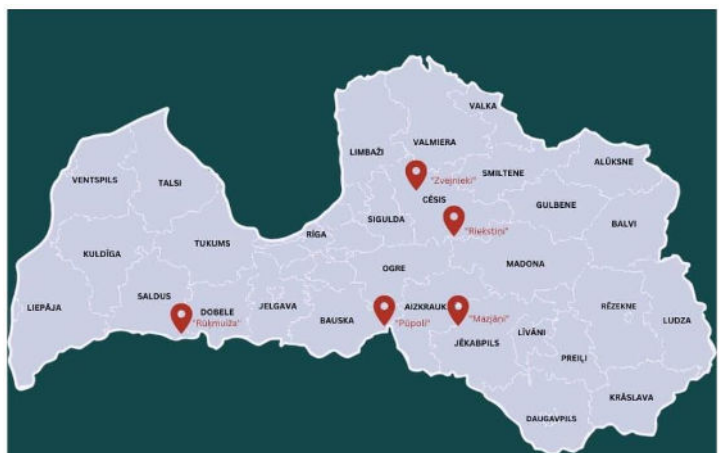 VALKA
VALMIERA
LIMBAŽI
ALŪKSNE
SMILTENE
VENTSPILS
TALSI
"Zvejnieki"
CĒSIS
GULBENE
SIGULDA
BALVI
RĪGA
"Riekstiņi"
TUKUMS
KULDĪGA
MADONA
OGRE
SALDUS
LIEPĀJA
DOBELE
JELGAVA
AIZKRAUK
RĒZEKNE
"Rūķmuiža"
BAUSKA
"Pūpoli"
"Mazjāņi"
LUDZA
LĪVĀNI
JĒKABPILS
PREIĻI
KRĀSLAVA
DAUGAVPILS